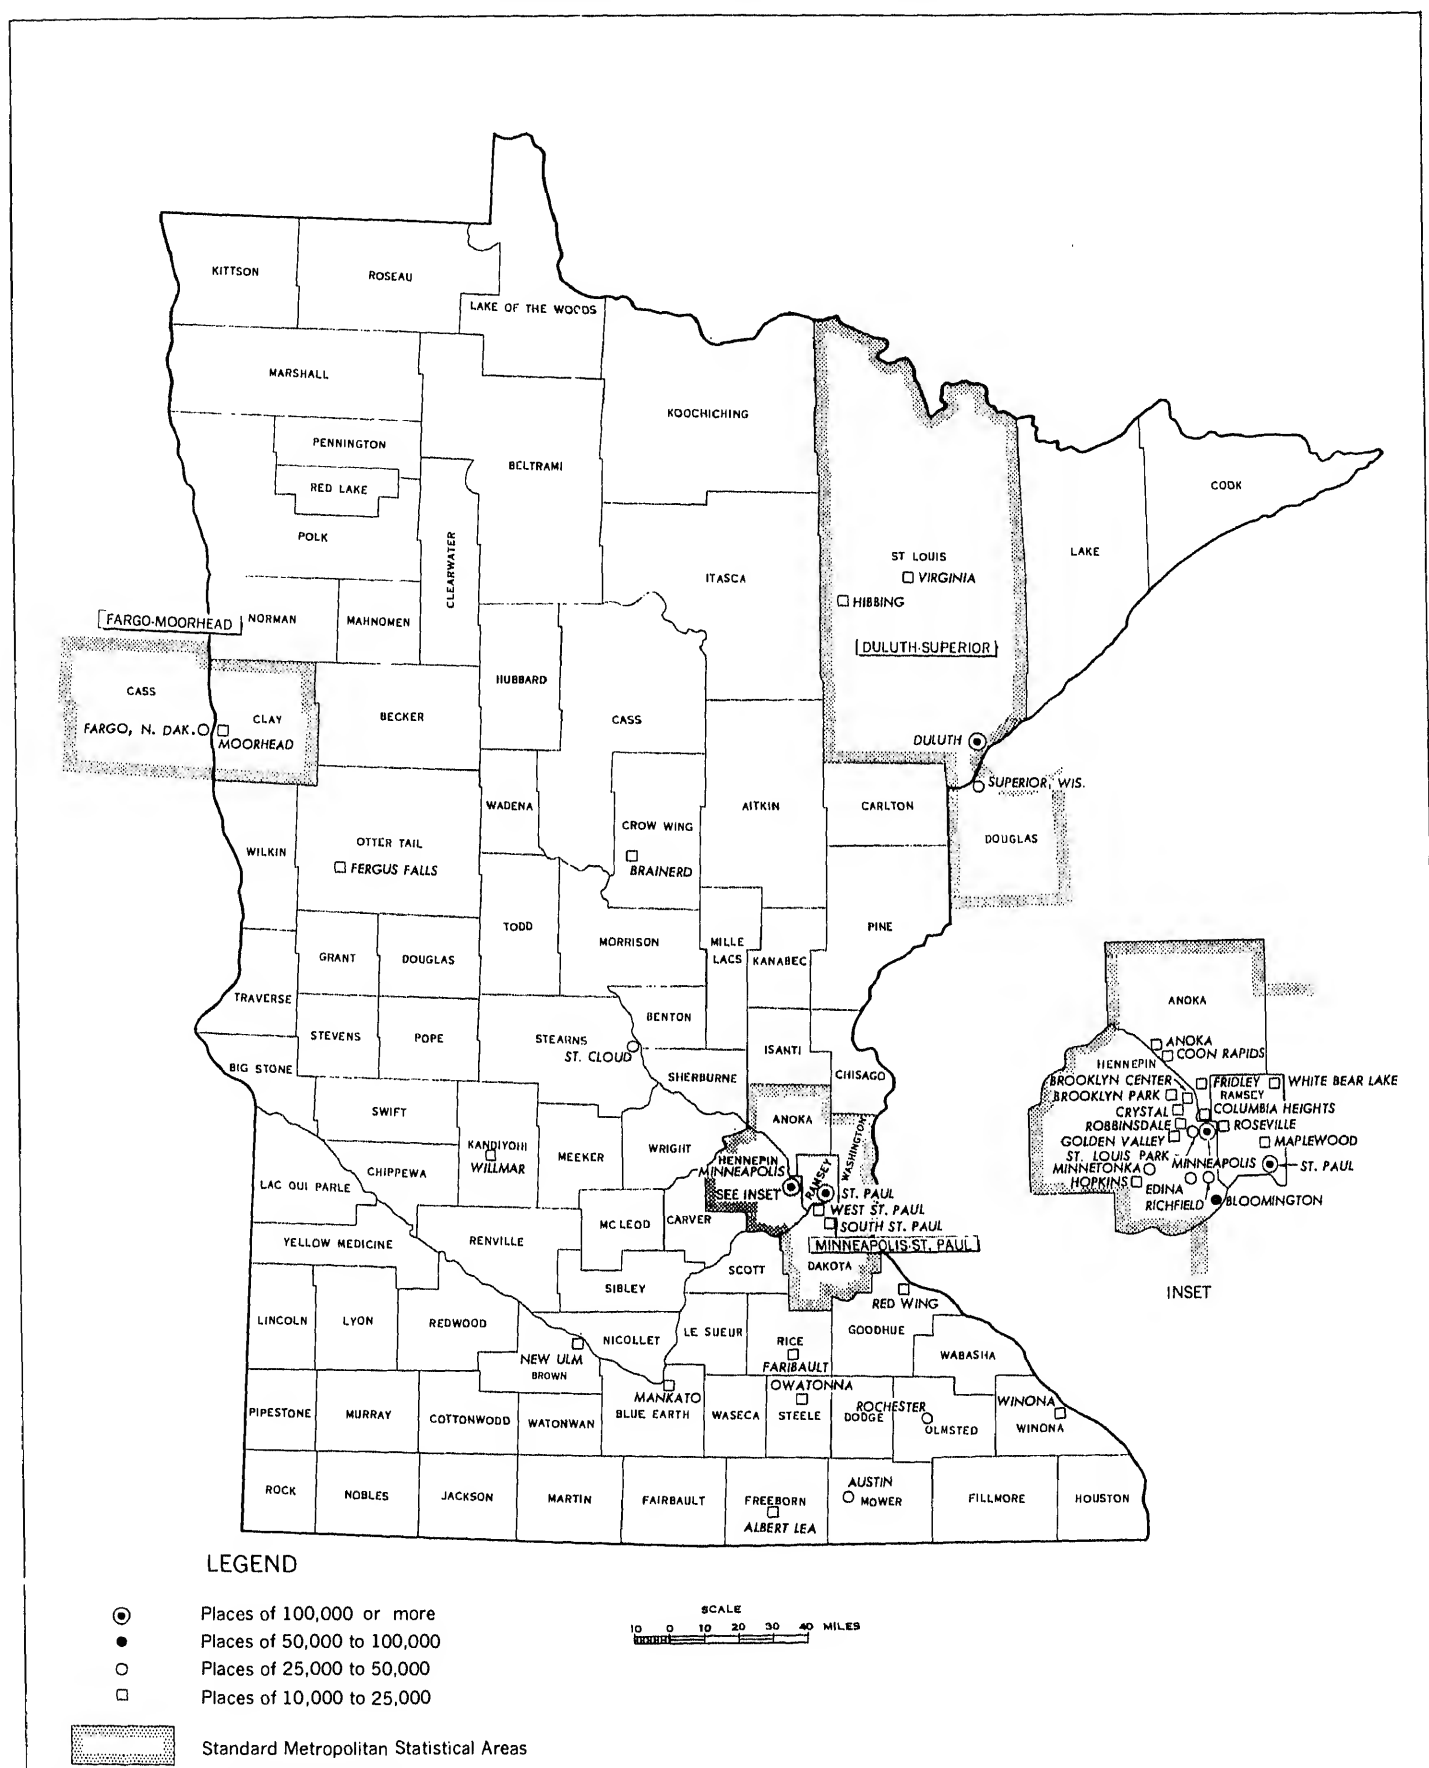 KITTSON
ROSEAU
LAKE OF THE WOODS
MARSHALL
KOOCHICHING
PENNINGTON
BELTRAMI
RED LAKE
COOK
POLK
CLEARWATER
ST LOUIS
LAKE
ITASCA
VIRGINIA
HIBBING
FARGO-MOORHEAD
NORMAN
MAHNOMEN
DULUTH-SUPERIOR
HUBBARD
CASS
CLAY
BECKER
CASS
FARGO, N. DAK.
MOORHEAD
DULUTH
SUPERIOR, WIS.
WADENA
AITKIN
CARLTON
CROW WING
OTTER TAIL
DOUGLAS
WILKIN
FERGUS FALLS
BRAINERD
TODD
PINE
MORRISON
MILLE
LACS
KANABEC
GRANT
DOUGLAS
TRAVERSE
STEVENS
POPE
STEARNS
BENTON
ST. CLOUD
ISANTI
BIG STONE
SHERBURNE
CHISAGO
SWIFT
ANOKA
KANDIYOHI
WILLMAR
MEEKER
WRIGHT
WASHINGTON
HENNEPIN
MINNEAPOLIS
RAMSEY
CHIPPEWA
LAC QUI PARLE
SEE INSET
ST. PAUL
WEST ST. PAUL
MC LEOD
CARVER
SOUTH ST. PAUL
YELLOW MEDICINE
RENVILLE
MINNEAPOLIS-ST. PAUL
SCOTT
DAKOTA
SIBLEY
RED WING
LINCOLN
LYON
REDWOOD
NICOLLET
LE SUEUR
RICE
GOODHUE
NEW ULM
BROWN
FARIBAULT
WABASHA
MANKATO
OWATONNA
PIPESTONE
MURRAY
COTTONWOOD
WATONWAN
BLUE EARTH
WASECA
STEELE
DODGE
ROCHESTER
OLMSTED
WINONA
WINONA
ROCK
NOBLES
JACKSON
MARTIN
FAIRBAULT
FREEBORN
ALBERT LEA
AUSTIN
MOWER
FILLMORE
HOUSTON
ANOKA
ANOKA
COON RAPIDS
HENNEPIN
BROOKLYN CENTER
FRIDLEY
WHITE BEAR LAKE
BROOKLYN PARK
RAMSEY
CRYSTAL
COLUMBIA HEIGHTS
ROBBINSDALE
ROSEVILLE
GOLDEN VALLEY
MAPLEWOOD
ST. LOUIS PARK
MINNETONKA
MINNEAPOLIS
ST. PAUL
HOPKINS
EDINA
RICHFIELD
BLOOMINGTON
INSET
LEGEND
Places of 100,000 or more
Places of 50,000 to 100,000
Places of 25,000 to 50,000
Places of 10,000 to 25,000
Standard Metropolitan Statistical Areas
SCALE
10 0 10 20 30 40 MILES